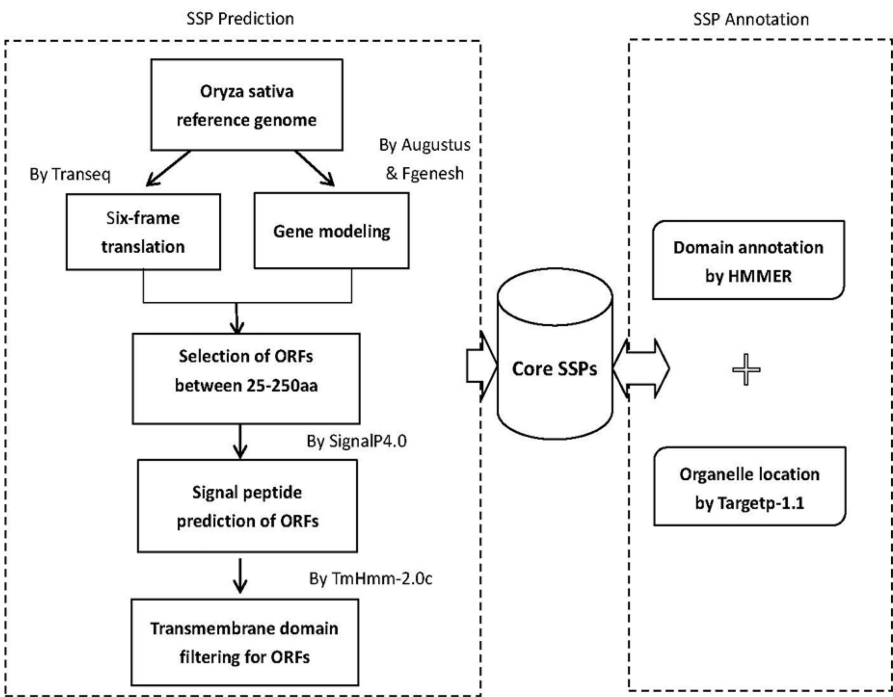 SSP Prediction
SSP Annotation
Oryza sativa
reference genome
By Transeq
By Augustus
& Fgenesh
Six-frame
translation
Gene modeling
Selection of ORFs
between 25-250aa
By SignalP4.0
Signal peptide
prediction of ORFs
By TmHmm-2.0c
Transmembrane domain
filtering for ORFs
Core SSPs
Domain annotation
by HMMER
Organelle location
by Targetp-1.1